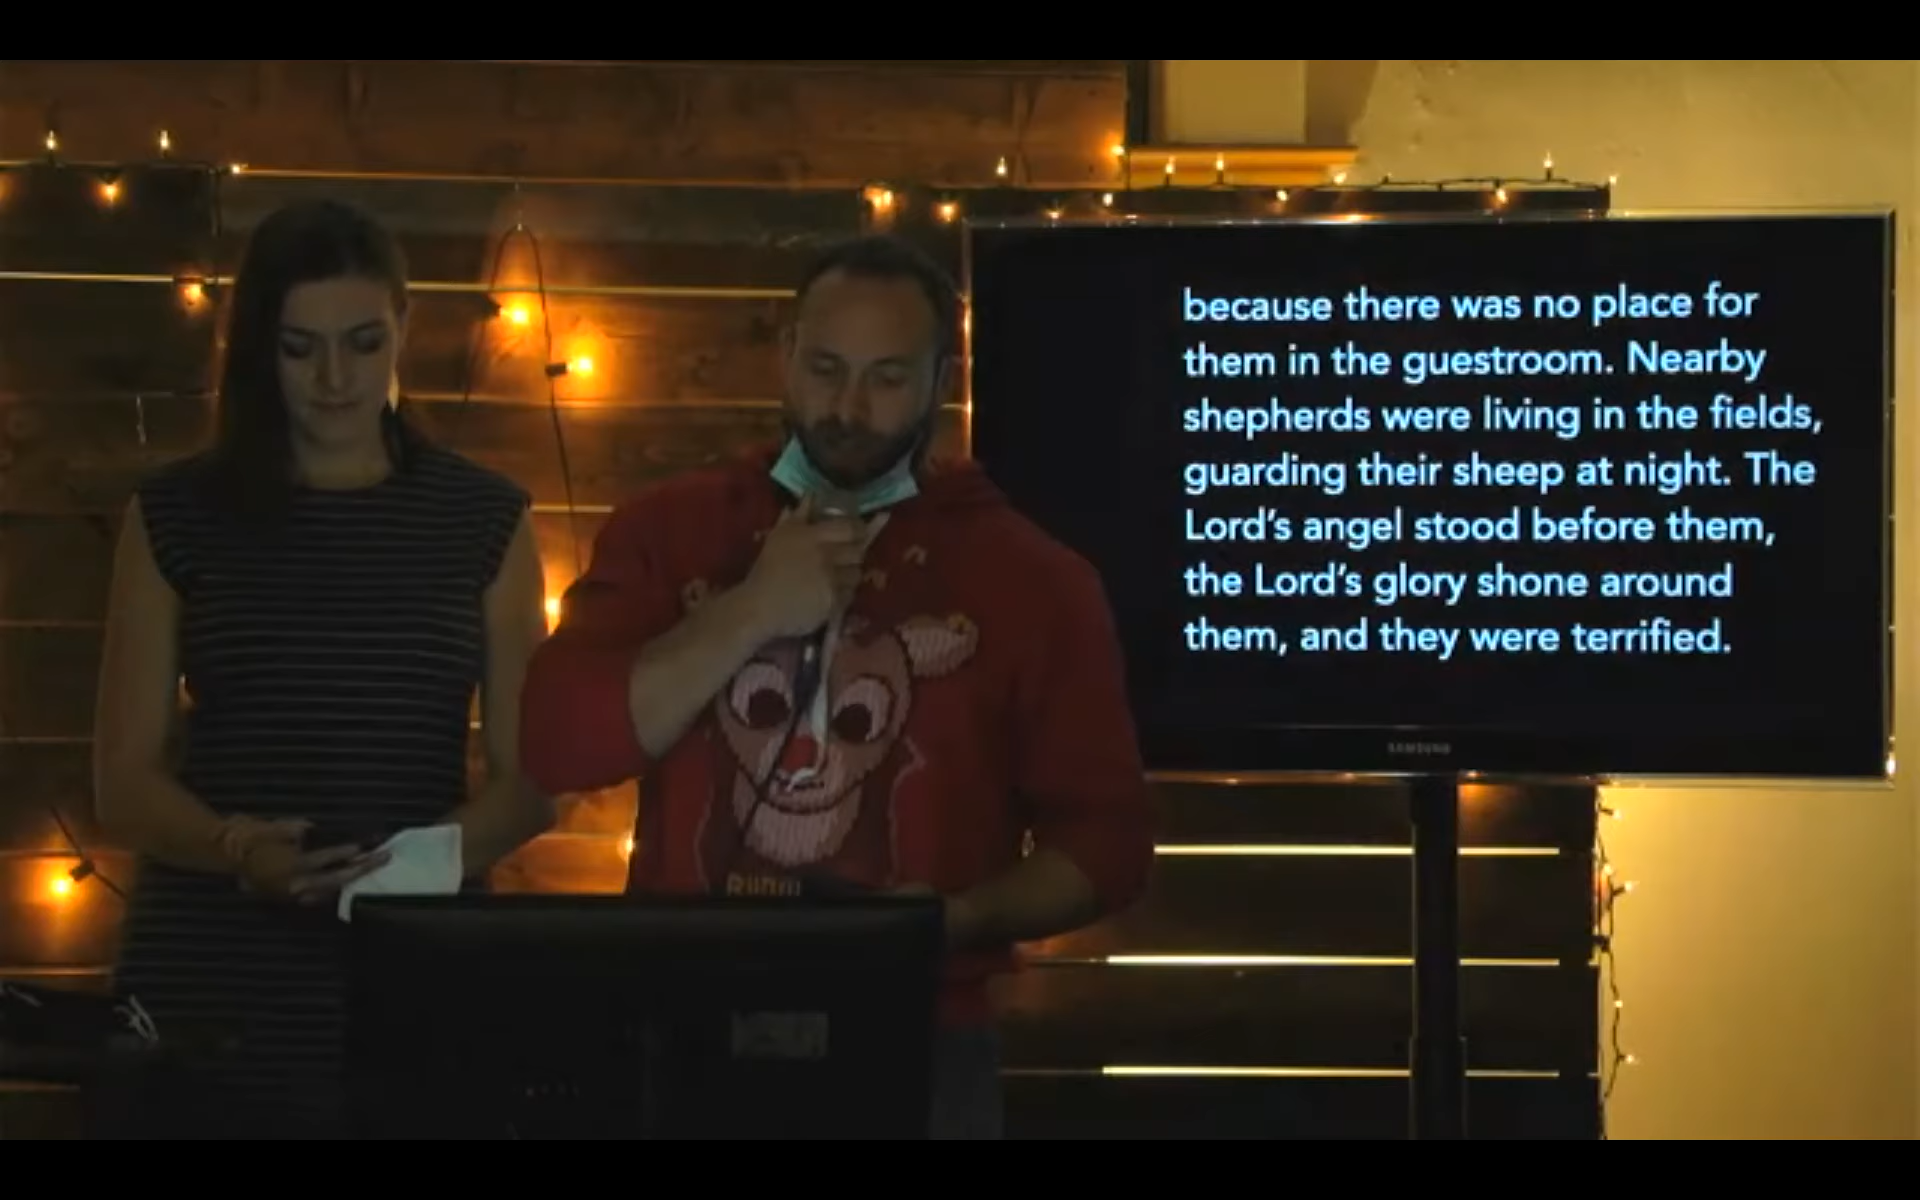 because there was no place for
them in the guestroom. Nearby
shepherds were living in the fields,
guarding their sheep at night. The
Lord's angel stood before them,
the Lord's glory shone around
them, and they were terrified.
SAMSUNG